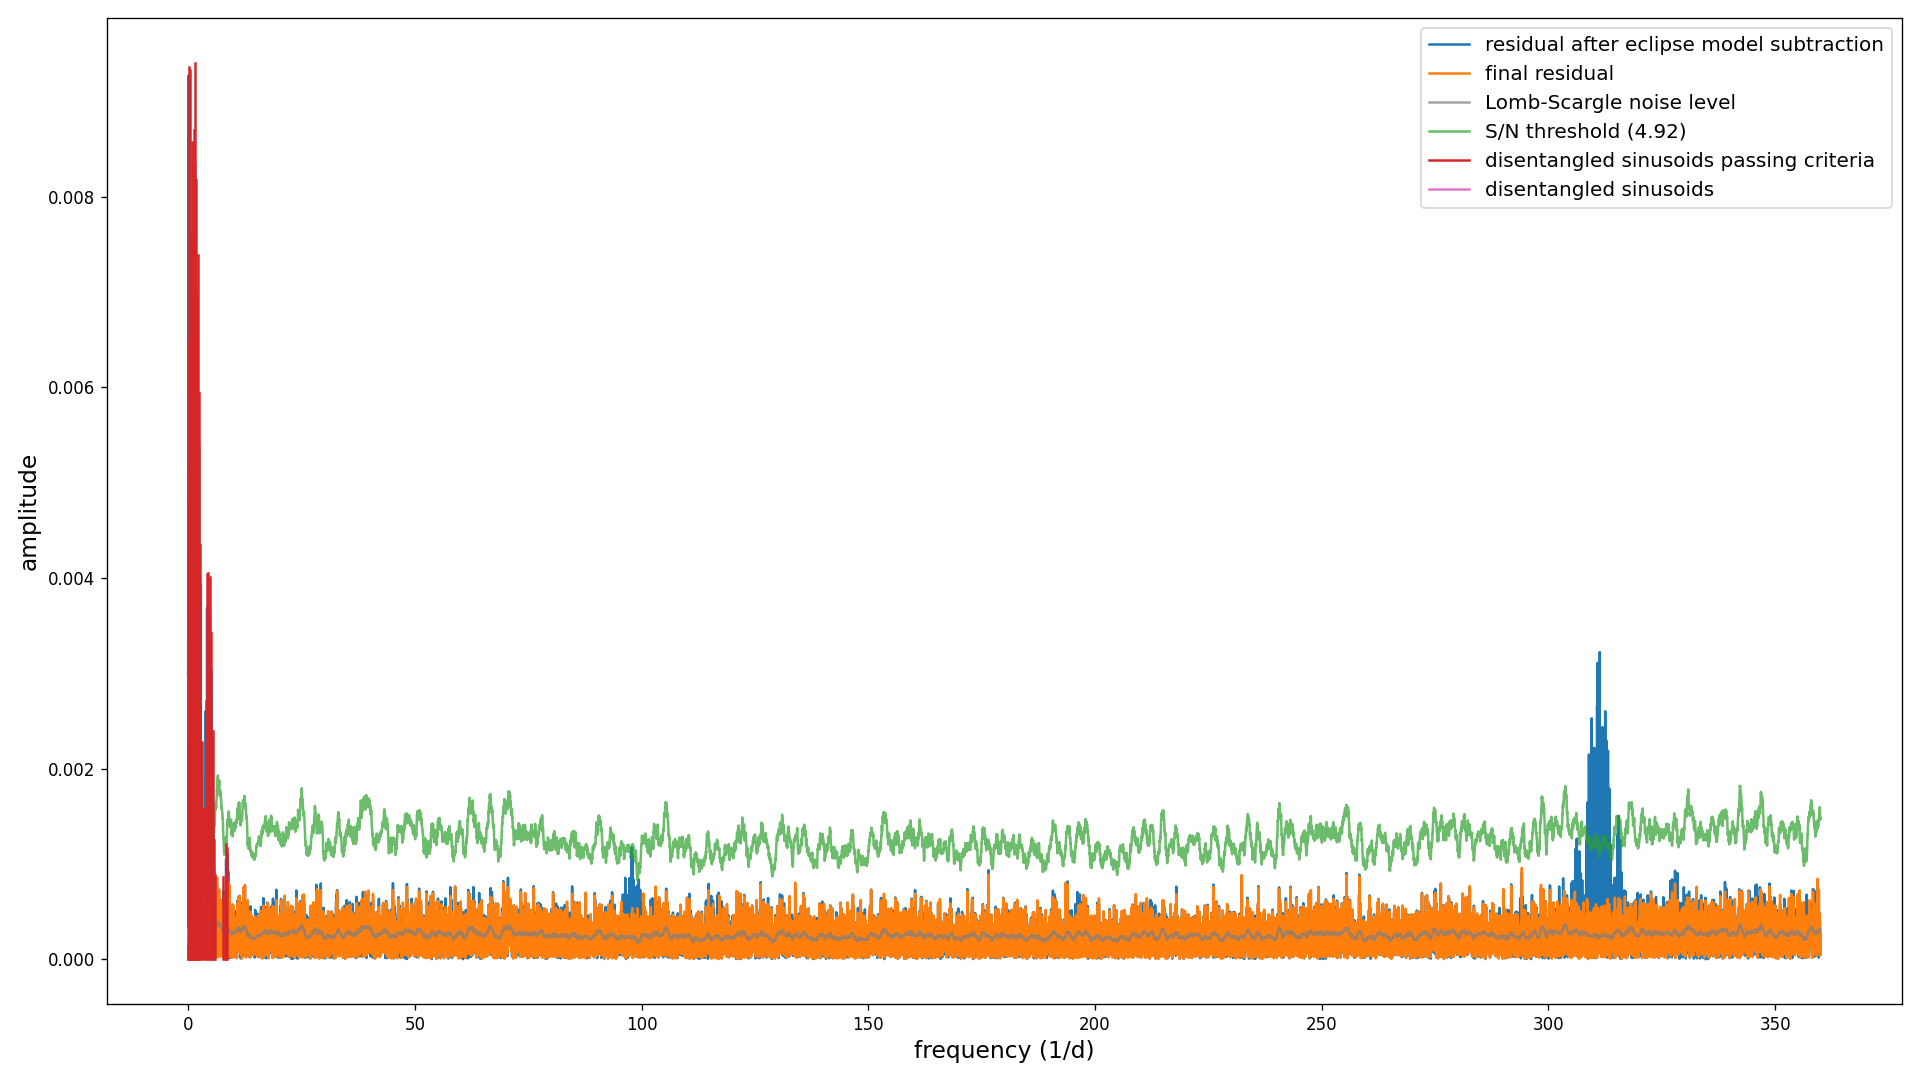 residual after eclipse model subtraction
final residual
Lomb-Scargle noise level
S/N threshold (4.92)
disentangled sinusoids passing criteria
disentangled sinusoids
amplitude
0.008
0.006
0.004
0.002
0.000
0 50 100 150 200 250 300 350
frequency (1/d)